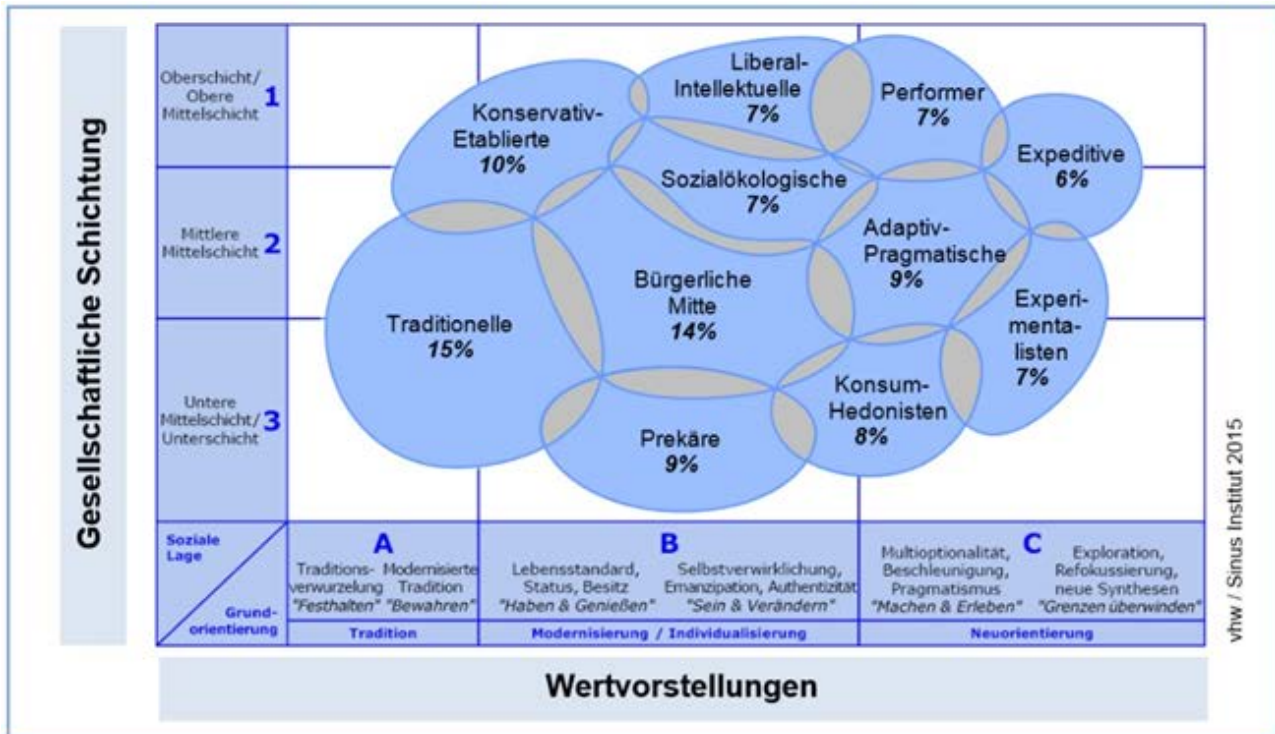 Gesellschaftliche Schichtung
Oberschicht/
Obere
Mittelschicht
1
Mittlere
Mittelschicht
2
Untere
Mittelschicht/
Unterschicht
3
Konservativ-
Etablierte
10%
Liberal-
Intellektuelle
7%
Performer
7%
Expeditive
6%
Sozialökologische
7%
Adaptiv-
Pragmatische
9%
Bürgerliche
Mitte
14%
Traditionelle
15%
Experi-
menta-
listen
7%
Konsum-
Hedonisten
8%
Prekäre
9%
Soziale
Lage
Grund-
orientierung
A
Traditions-
verwurzelung
"Festhalten"
Modernisierte
Tradition
"Bewahren"
Tradition
B
Lebensstandard,
Status, Besitz
"Haben & Genießen"
Selbstverwirklichung,
Emanzipation, Authentizität
"Sein & Verändern"
Modernisierung / Individualisierung
C
Multioptionalität,
Beschleunigung,
Pragmatismus
"Machen & Erleben"
Exploration,
Refokussierung,
neue Synthesen
"Grenzen überwinden"
Neuorientierung
Wertvorstellungen
vhw / Sinus Institut 2015